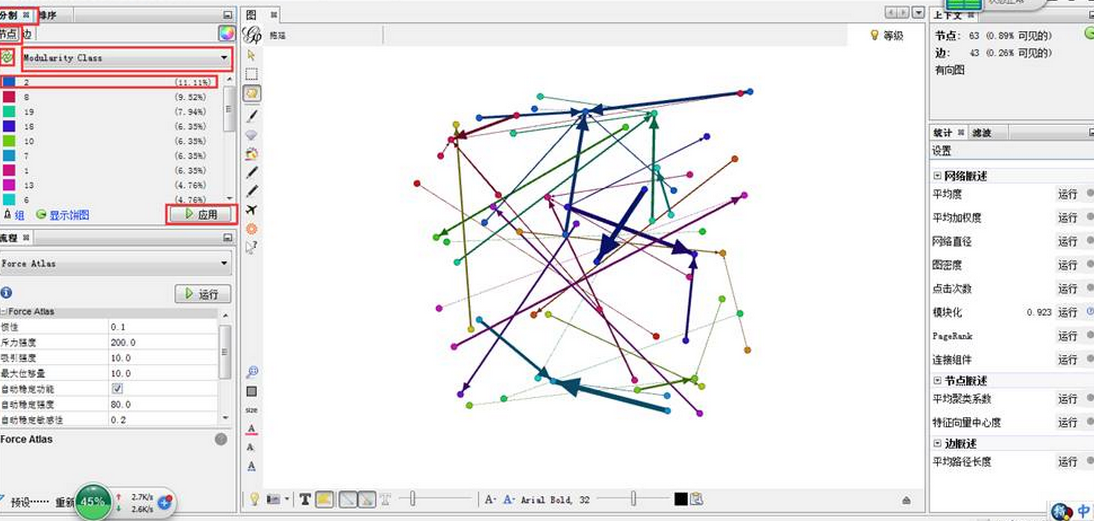 分割
排序
节点
边
Modularity Class
2 (11.11%)
8 (9.52%)
19 (7.94%)
16 (6.35%)
10 (6.35%)
7 (6.35%)
1 (6.35%)
13 (4.76%)
6 (4.76%)
组 显示饼图 应用
流程
Force Atlas
运行
Force Atlas
惯性 0.1
斥力强度 200.0
吸引强度 10.0
最大位移量 10.0
自动稳定功能
自动稳定强度 80.0
自动稳定敏感性 0.2
Force Atlas
预设…… 重新
45% 2.7K/s
2.6K/s
图
拖延
等级
size
T
A- A- Arial Bold, 32
上下文
节点: 63 (0.89% 可见的)
边: 43 (0.26% 可见的)
有向图
统计 滤波
设置
网络概述
平均度 运行
平均加权度 运行
网络直径 运行
图密度 运行
点击次数 运行
模块化 0.923 运行
PageRank 运行
连接组件 运行
节点概述
平均聚类系数 运行
特征向量中心度 运行
边概述
平均路径长度 运行
中